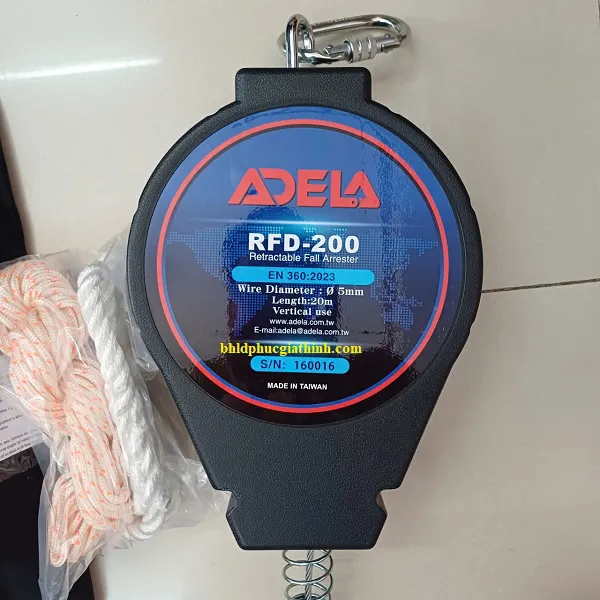 ADELA
RFD-200
Retractable Fall Arrester
EN 360:2023
Wire Diameter : Ø 5mm
Length:20m
Vertical use
www.adela.com.tw
E-mail:adela@adela.com.tw
bhldphucgiathinh.com
S/N: 160016
MADE IN TAIWAN